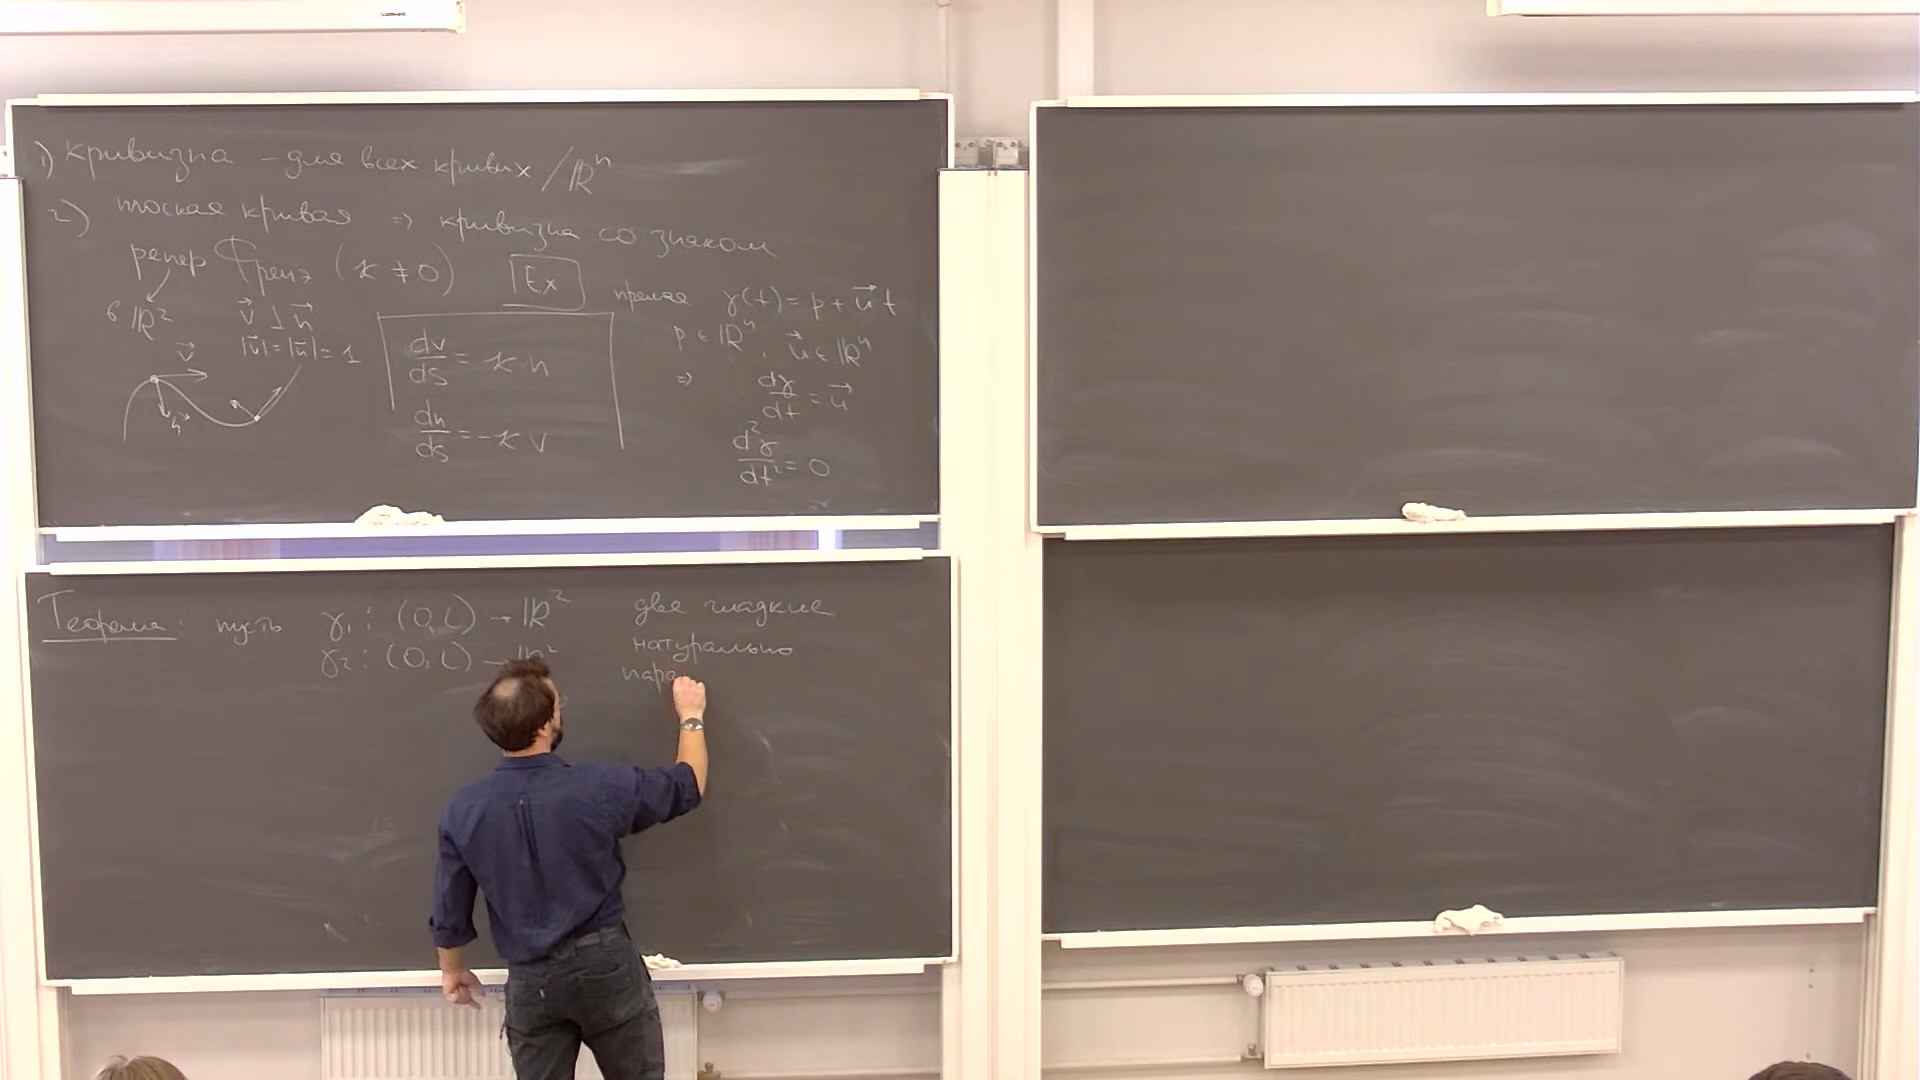 1) кривизна – для всех кривых / ℝⁿ
2) плоская кривая ⇒ кривизна со знаком
репер Френэ (k ≠ 0)
Ex
в ℝ²
v⃗ ⊥ n⃗
|v⃗| = |n⃗| = 1
v⃗
n⃗
dv/ds = k n
dn/ds = -k v
прямая γ(t) = p + u⃗ t
p ∈ ℝⁿ, u⃗ ∈ ℝⁿ
⇒ dγ/dt = u⃗
d²γ/dt² = 0
Теорема: пусть γ₁ : (0, L) → ℝ² две гладкие
γ₂ : (0, L) → ℝ² натурально
пара